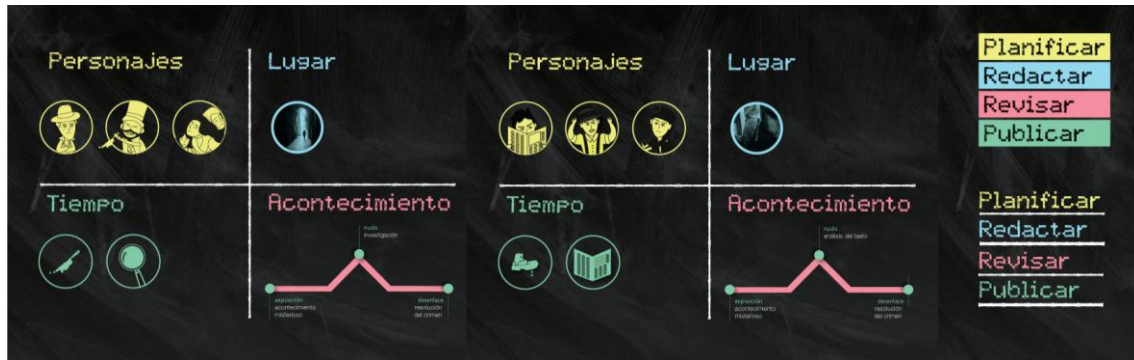 Personajes
Lugar
Tiempo
Acontecimiento
nudo
investigación
exposición
acontecimiento
misterioso
desenlace
resolución
del crimen
Personajes
Lugar
Tiempo
Acontecimiento
nudo
análisis del texto
exposición
acontecimiento
misterioso
desenlace
resolución
del crimen
Planificar
Redactar
Revisar
Publicar
Planificar
Redactar
Revisar
Publicar